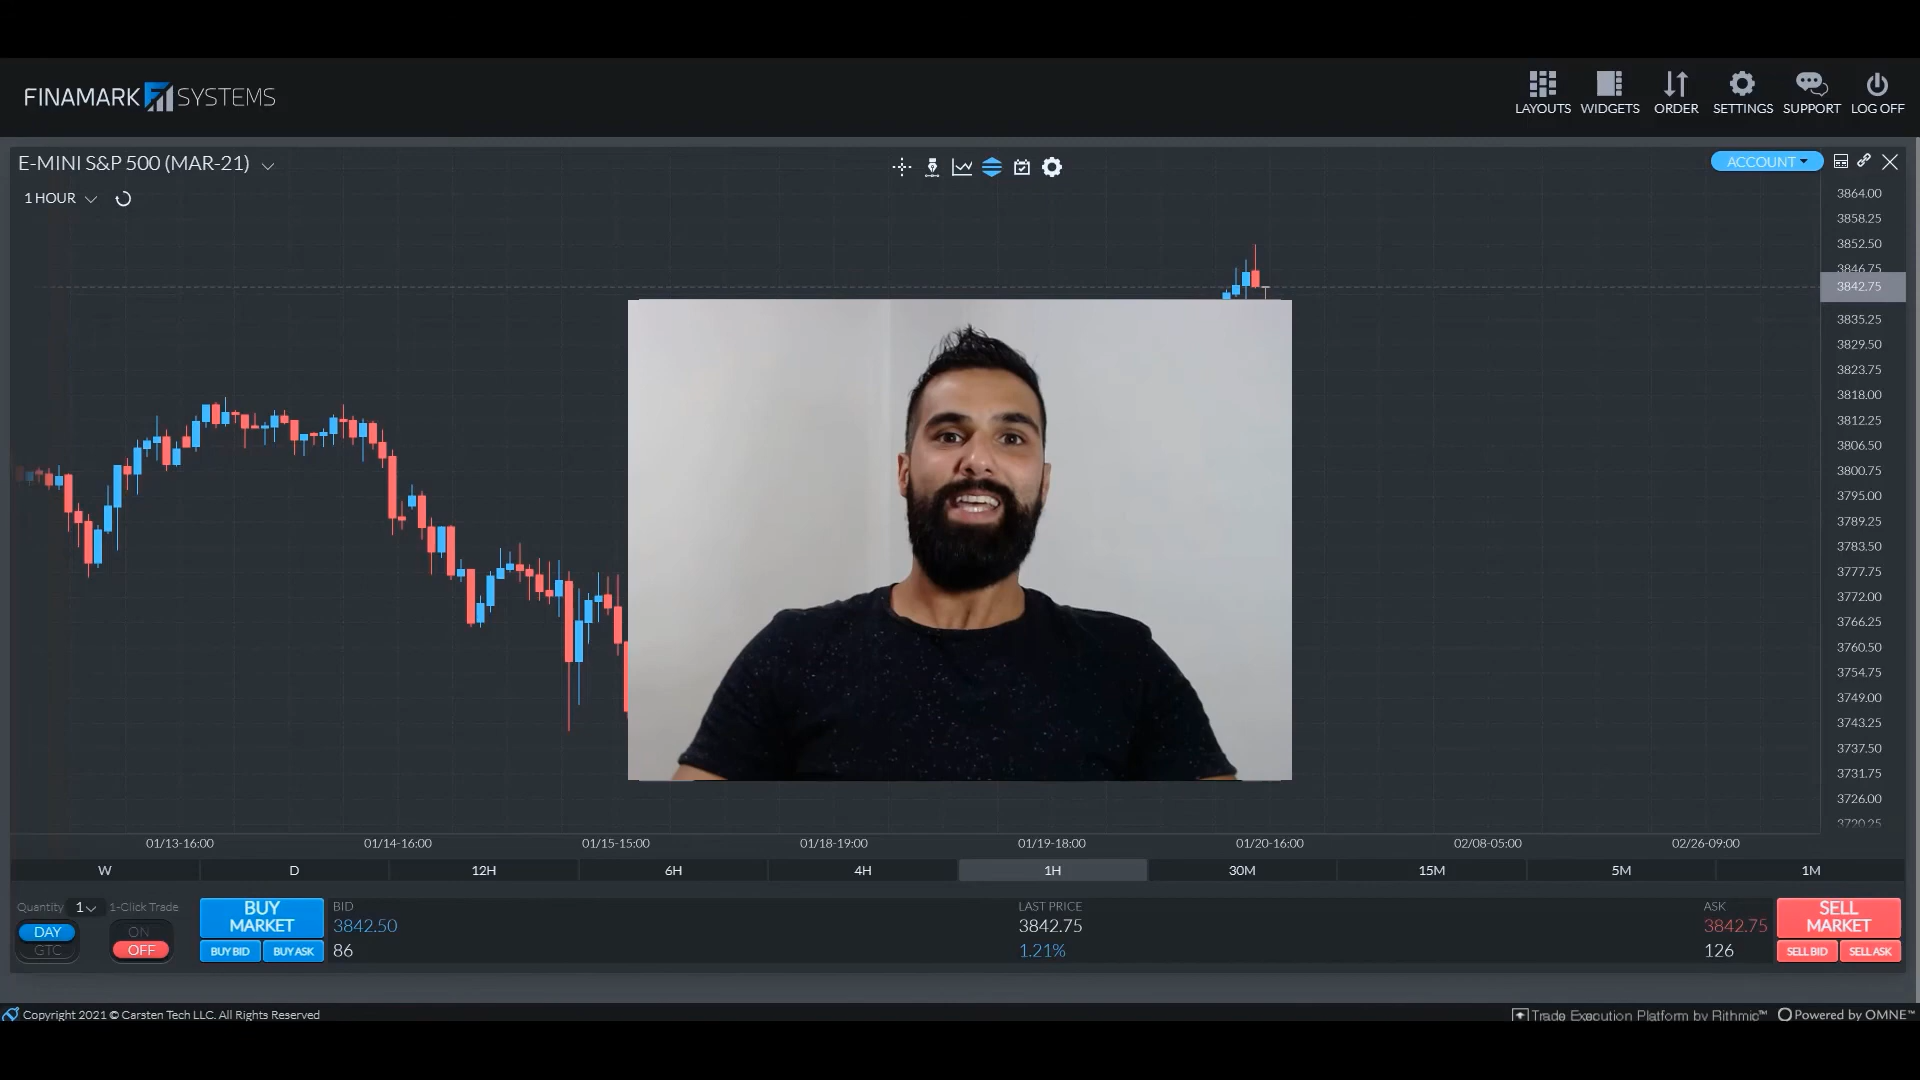 FINAMARK SYSTEMS
LAYOUTS WIDGETS ORDER SETTINGS SUPPORT LOG OFF
E-MINI S&P 500 (MAR-21)
ACCOUNT
1 HOUR
3864.00
3858.25
3852.50
3846.75
3842.75
3835.25
3829.50
3823.75
3818.00
3812.25
3806.50
3800.75
3795.00
3789.25
3783.50
3777.75
3772.00
3766.25
3760.50
3754.75
3749.00
3743.25
3737.50
3731.75
3726.00
3720.25
01/13-16:00 01/14-16:00 01/15-15:00 01/18-19:00 01/19-18:00 01/20-16:00 02/08-05:00 02/26-09:00
W D 12H 6H 4H 1H 30M 15M 5M 1M
Quantity 1 1-Click Trade
DAY
GTC
ON
OFF
BUY
MARKET
BUY BID BUY ASK
BID
3842.50
86
LAST PRICE
3842.75
1.21%
ASK
3842.75
126
SELL
MARKET
SELL BID SELL ASK
Copyright 2021 © Carsten Tech LLC. All Rights Reserved
Trade Execution Platform by Rithmic™ Powered by OMNE™